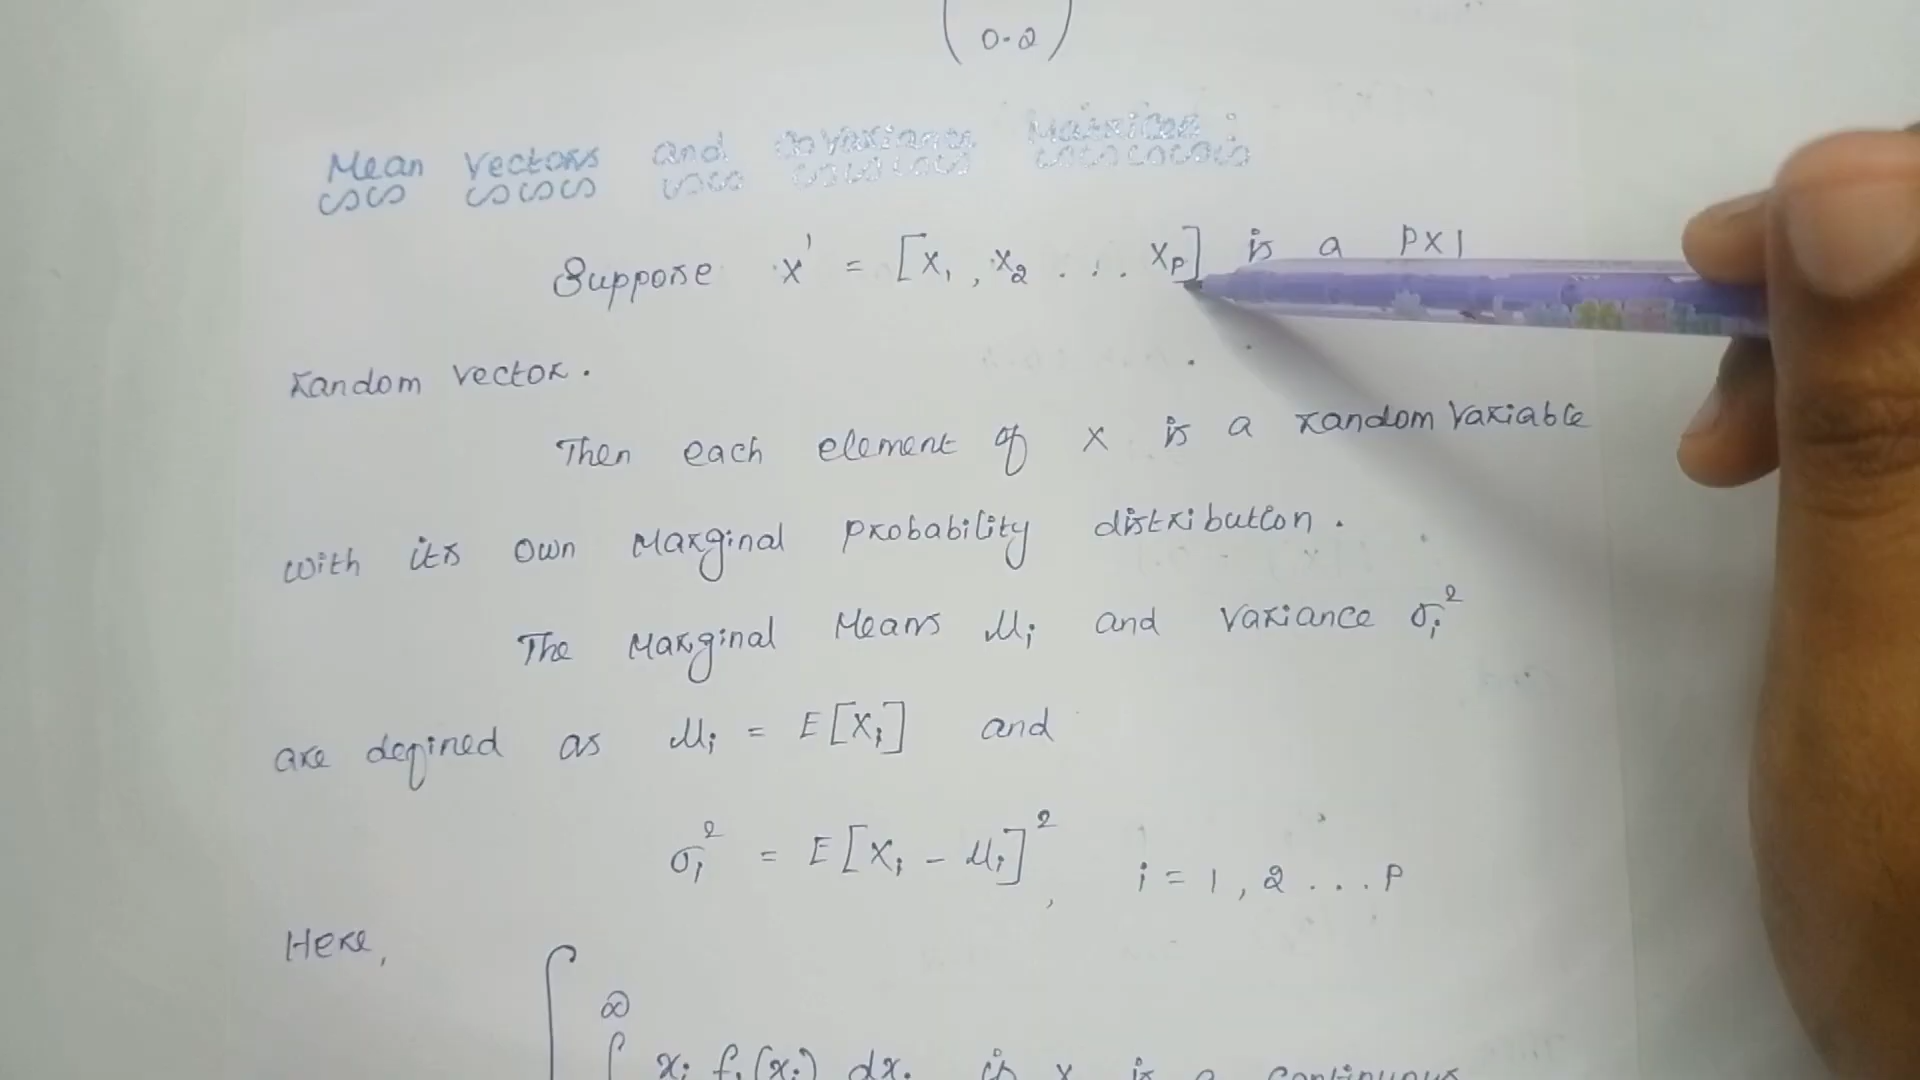 0.2
Mean Vectors and Covariance Matrices :
Suppose X' = [X₁ , X₂ . . . Xₚ] is a P×1
random vector .
Then each element of X is a random Variable
with its own Marginal Probability distribution .
The Marginal Means μᵢ and Variance σᵢ²
are defined as μᵢ = E[Xᵢ] and
σᵢ² = E[Xᵢ - μᵢ]² , i = 1 , 2 . . . P
Here,
∞
∫ xᵢ fᵢ(xᵢ) dxᵢ X is a continuous